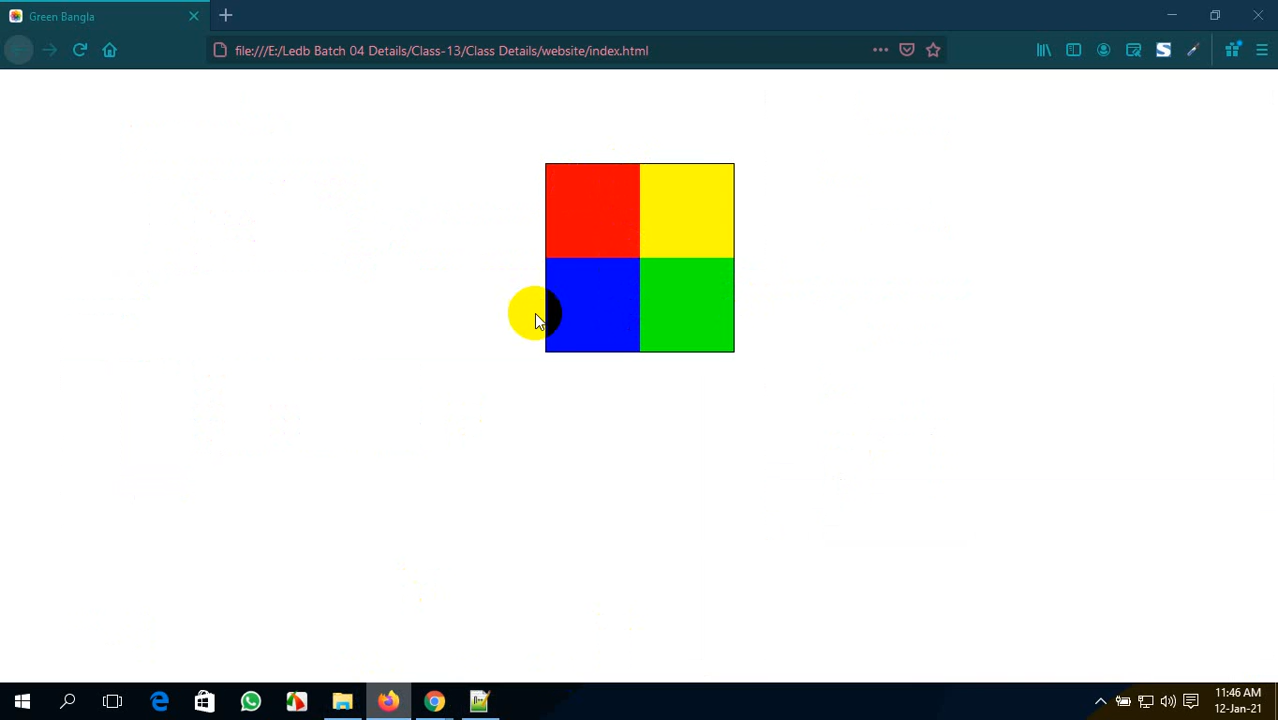 Green Bangla
file:///E:/Ledb Batch 04 Details/Class-13/Class Details/website/index.html
11:46 AM
12-Jan-21